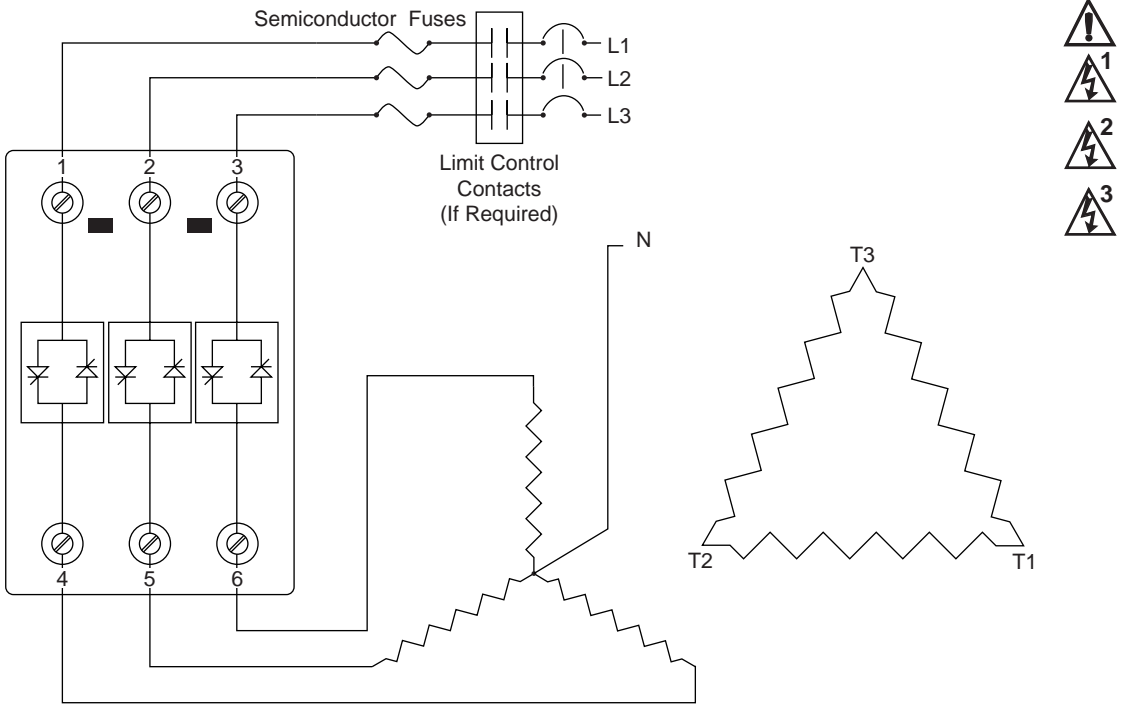 Semiconductor Fuses
L1
L2
L3
Limit Control
Contacts
(If Required)
1
2
3
4
5
6
N
T3
T2
T1
1
2
3